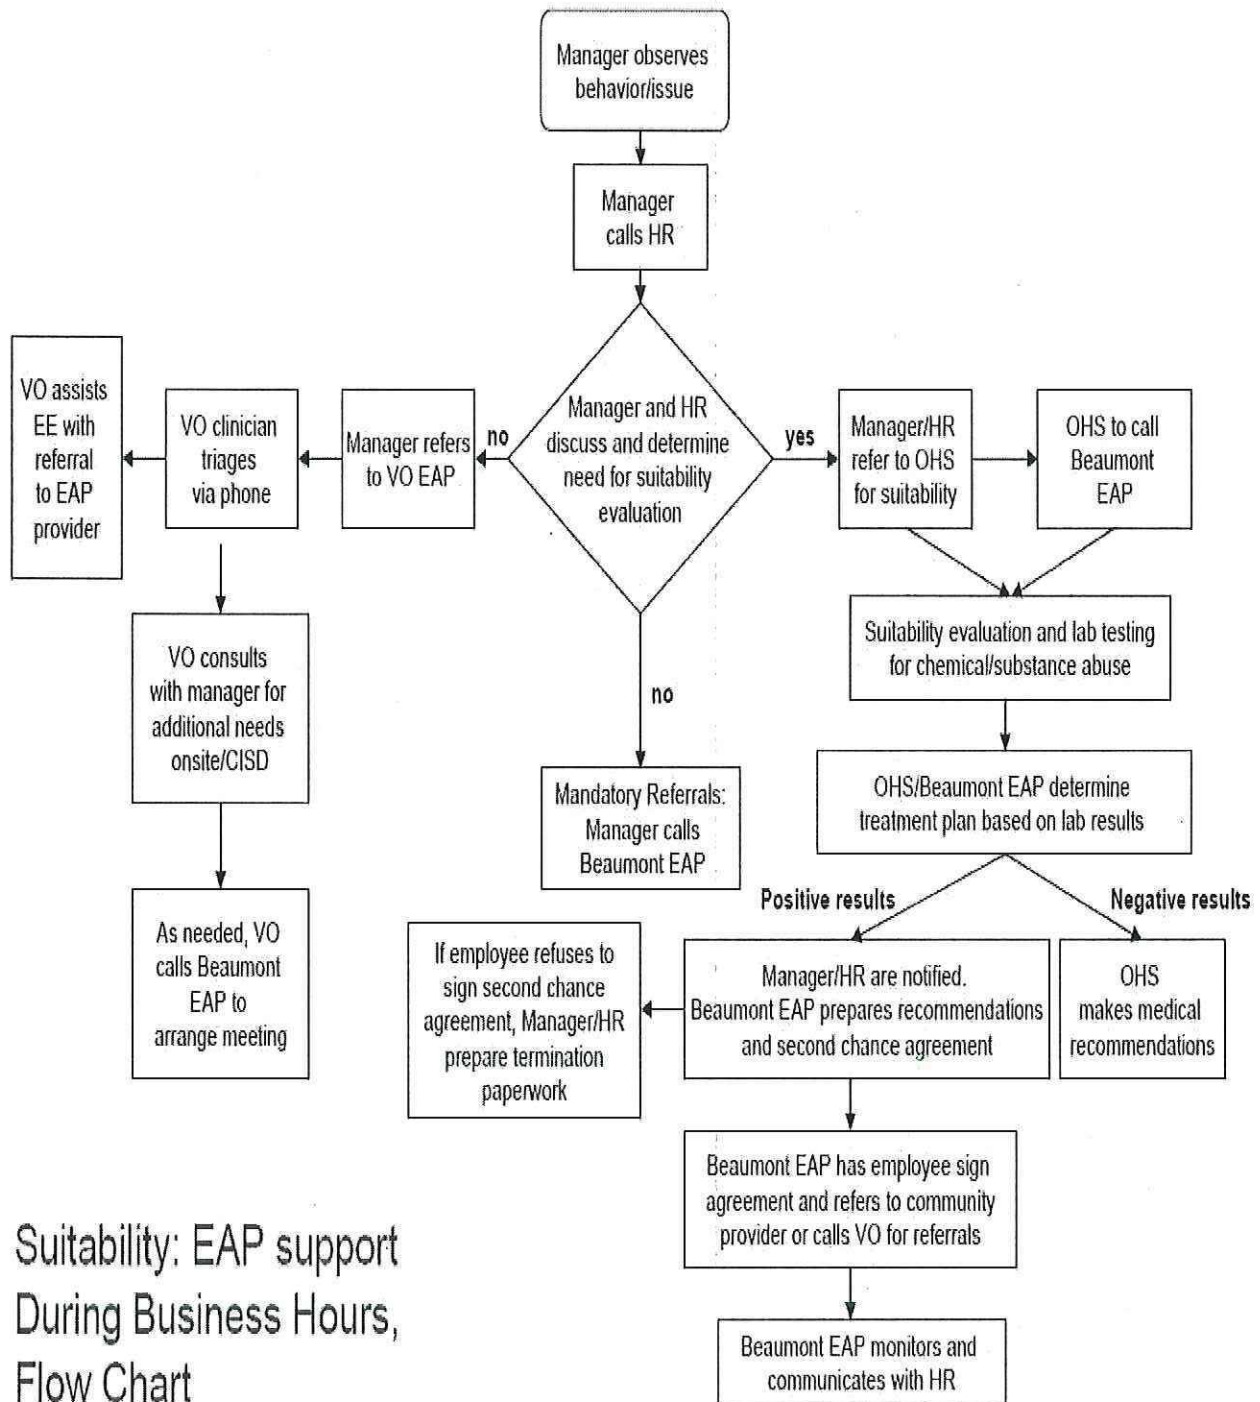 Manager observes
behavior/issue
Manager
calls HR
Manager and HR
discuss and determine
need for suitability
evaluation
no
Manager refers
to VO EAP
VO clinician
triages
via phone
VO assists
EE with
referral
to EAP
provider
VO consults
with manager for
additional needs
onsite/CISD
As needed, VO
calls Beaumont
EAP to
arrange meeting
no
Mandatory Referrals:
Manager calls
Beaumont EAP
yes
Manager/HR
refer to OHS
for suitability
OHS to call
Beaumont
EAP
Suitability evaluation and lab testing
for chemical/substance abuse
OHS/Beaumont EAP determine
treatment plan based on lab results
Positive results
Negative results
If employee refuses to
sign second chance
agreement, Manager/HR
prepare termination
paperwork
Manager/HR are notified.
Beaumont EAP prepares recommendations
and second chance agreement
OHS
makes medical
recommendations
Beaumont EAP has employee sign
agreement and refers to community
provider or calls VO for referrals
Beaumont EAP monitors and
communicates with HR
Suitability: EAP support
During Business Hours,
Flow Chart